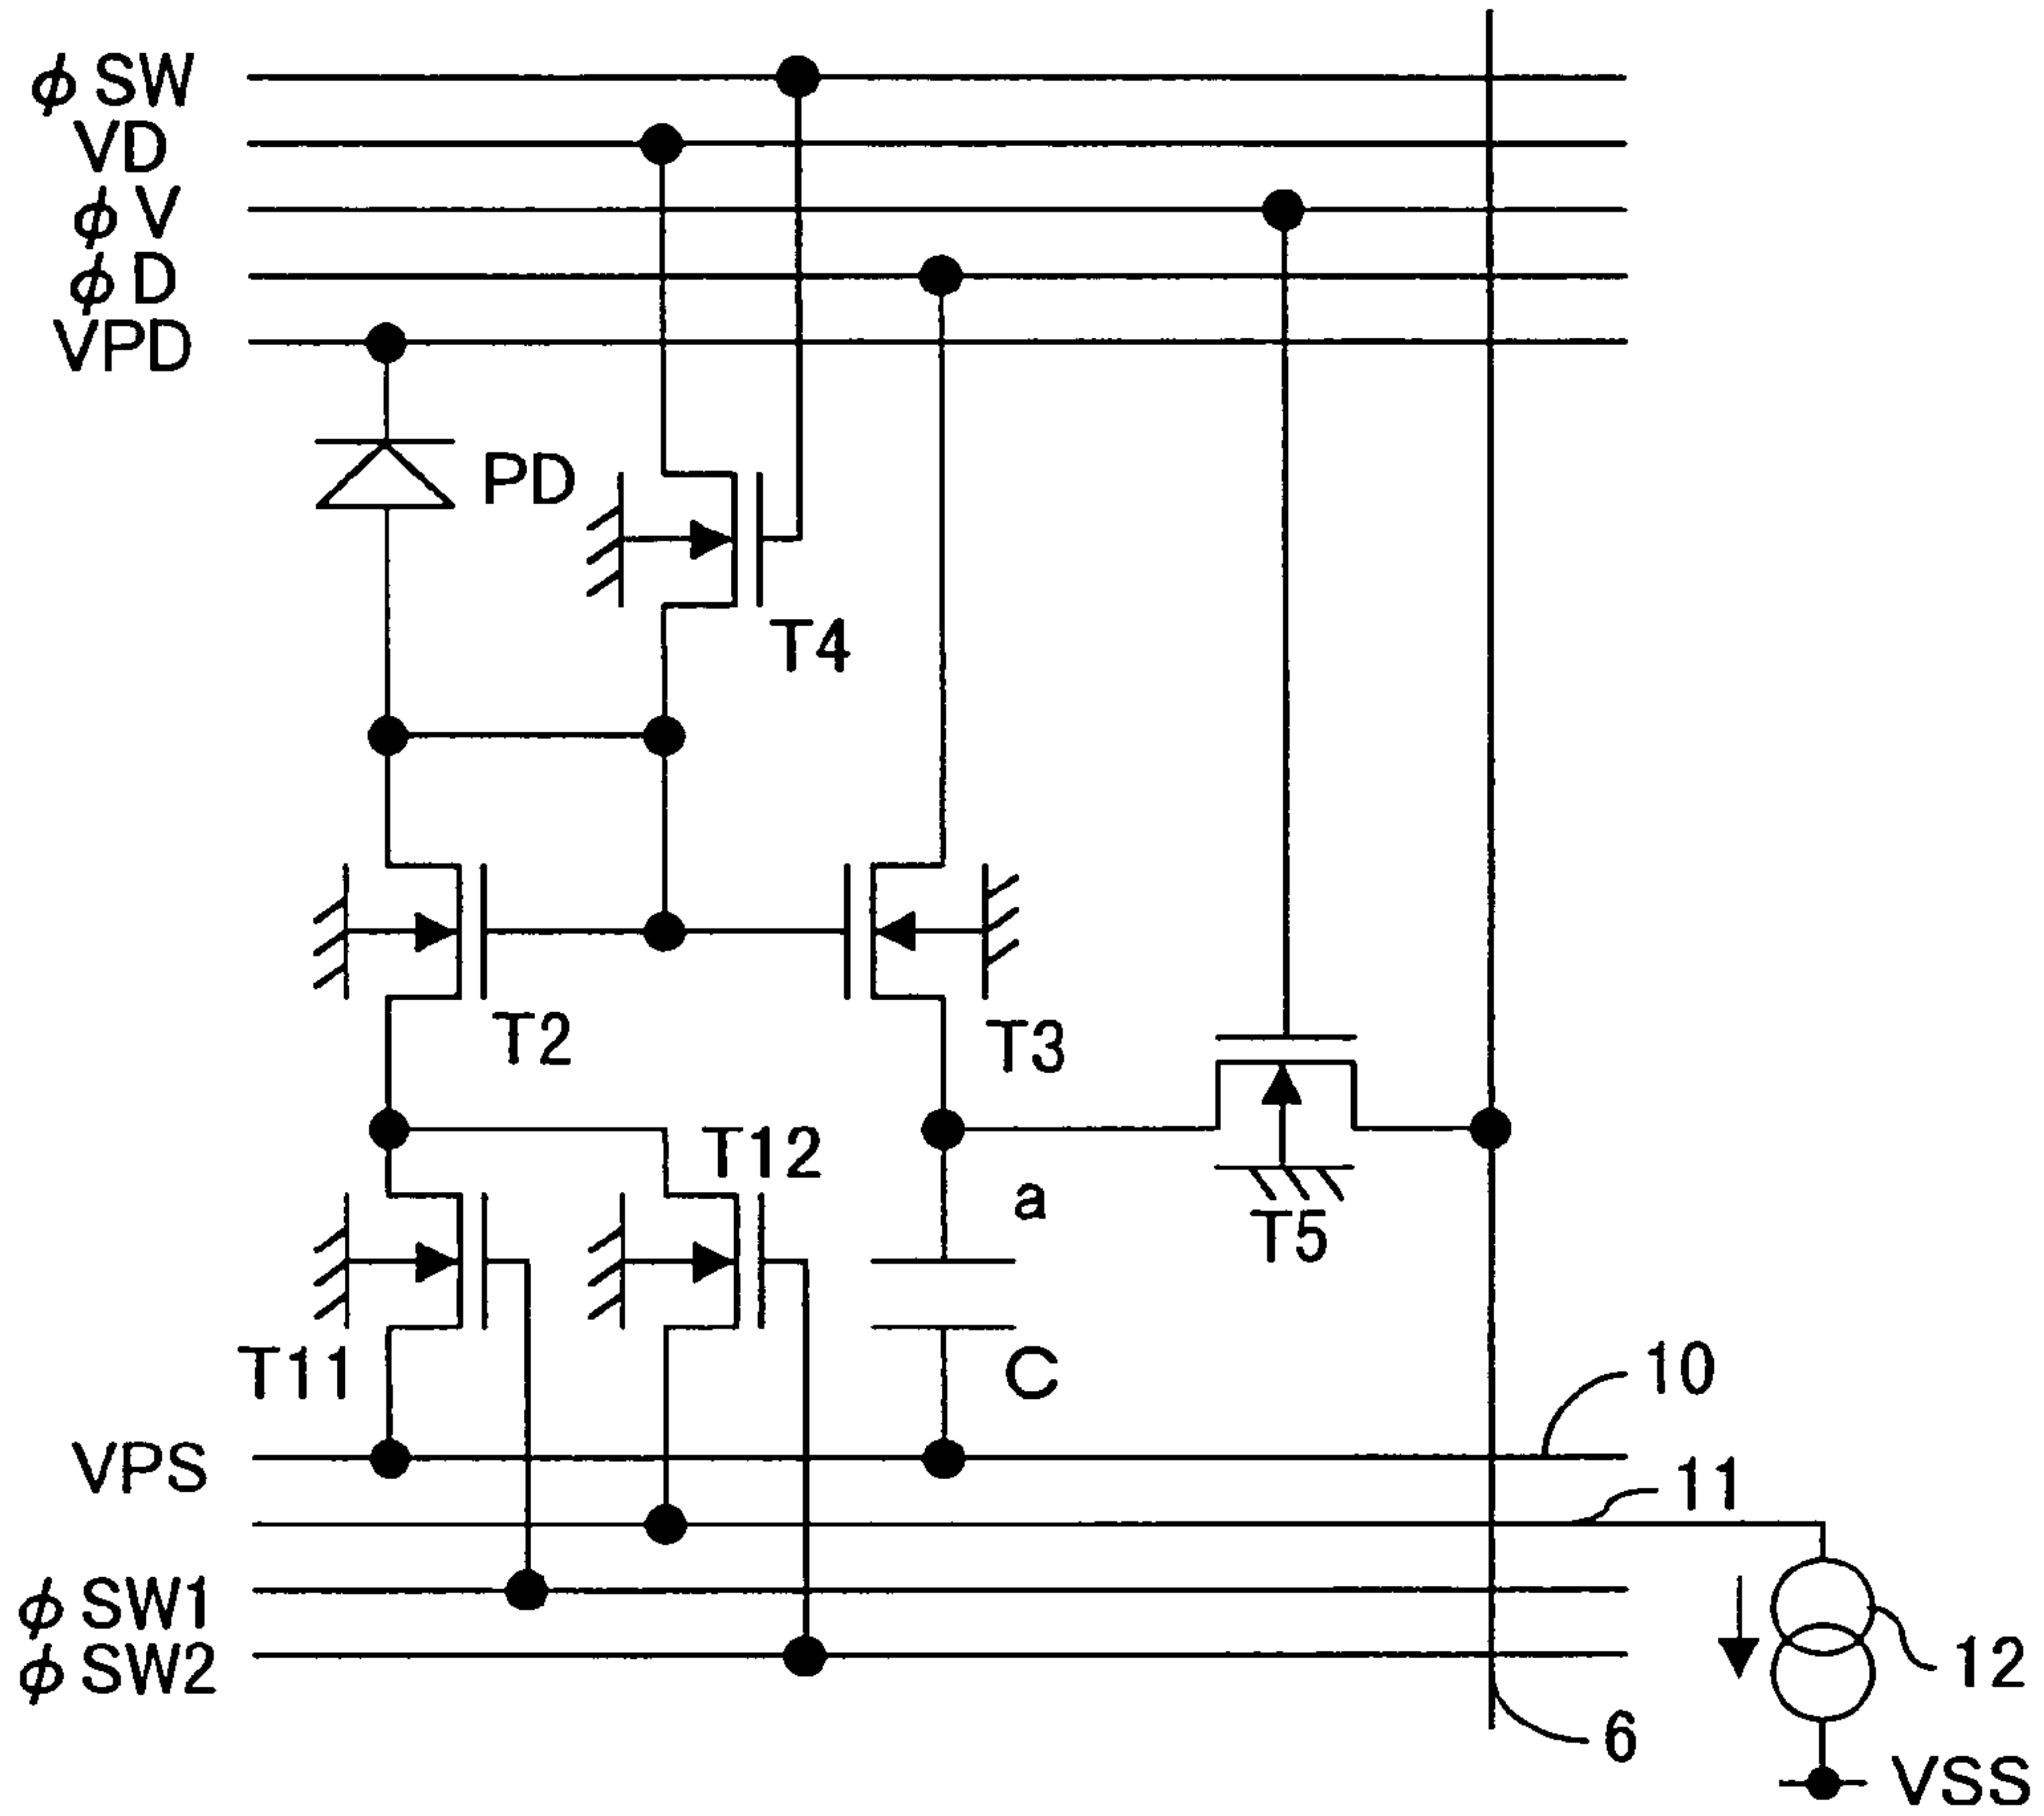 ϕ SW
VD
ϕ V
ϕ D
VPD
PD
T4
T2
T3
T12
a
T5
T11
C
10
VPS
11
ϕ SW1
ϕ SW2
12
6
VSS